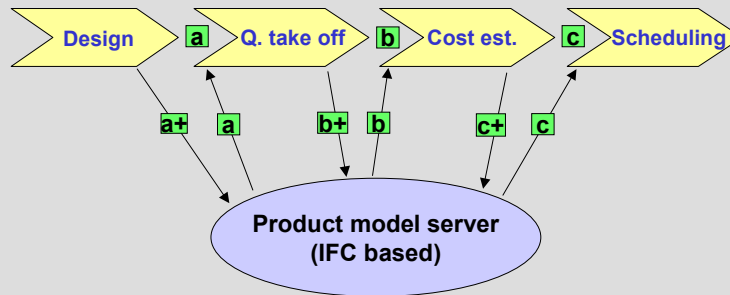 Design a Q. take off b Cost est. c Scheduling
a+ a b+ b c+ c
Product model server
(IFC based)